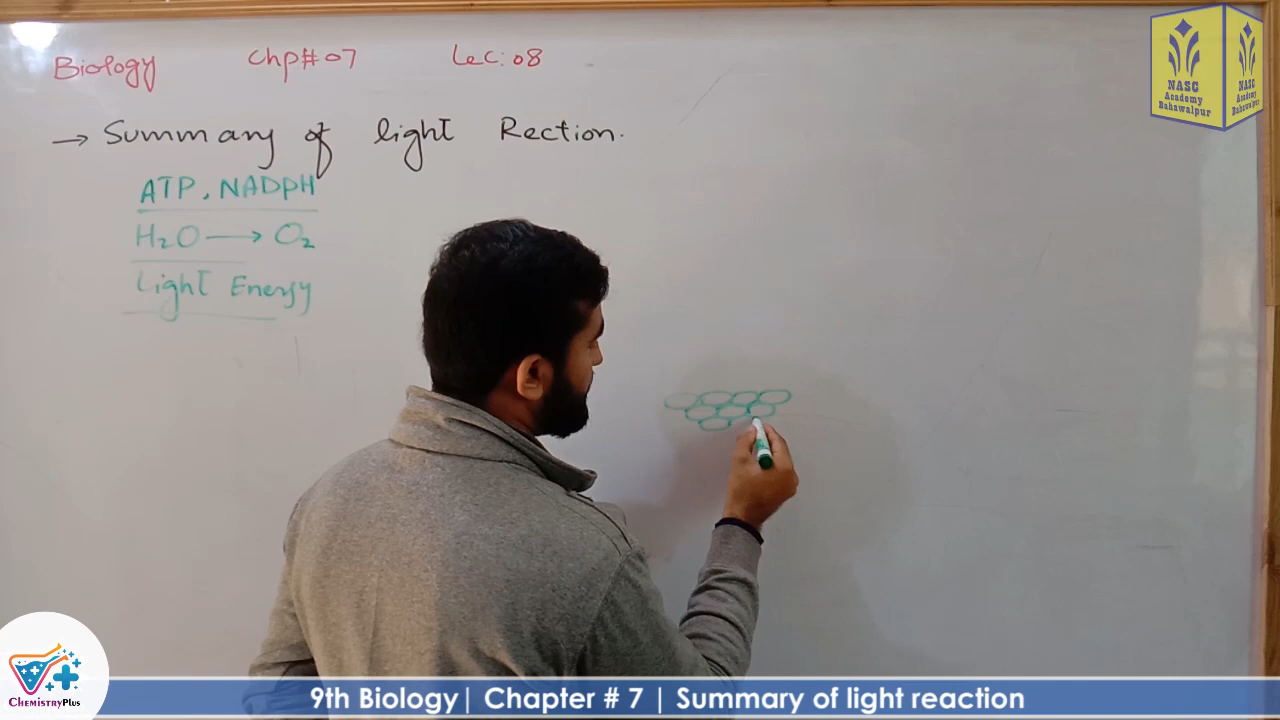 Biology Chp#07 Lec:08
→ Summary of light Rection.
ATP, NADPH
H₂O → O₂
Light Energy
NASC Academy Bahawalpur
NASC Academy Bahawalpur
CHEMISTRYPLUS
9th Biology| Chapter # 7 | Summary of light reaction